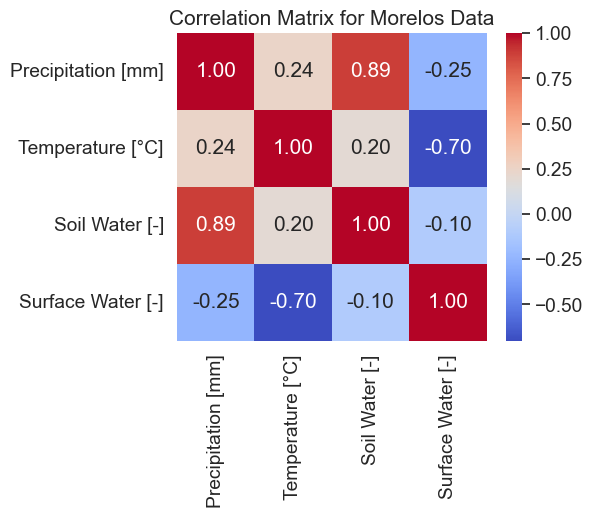 Correlation Matrix for Morelos Data
Precipitation [mm] 1.00 0.24 0.89 -0.25
Temperature [°C] 0.24 1.00 0.20 -0.70
Soil Water [-] 0.89 0.20 1.00 -0.10
Surface Water [-] -0.25 -0.70 -0.10 1.00
Precipitation [mm]
Temperature [°C]
Soil Water [-]
Surface Water [-]
1.00
0.75
0.50
0.25
0.00
-0.25
-0.50